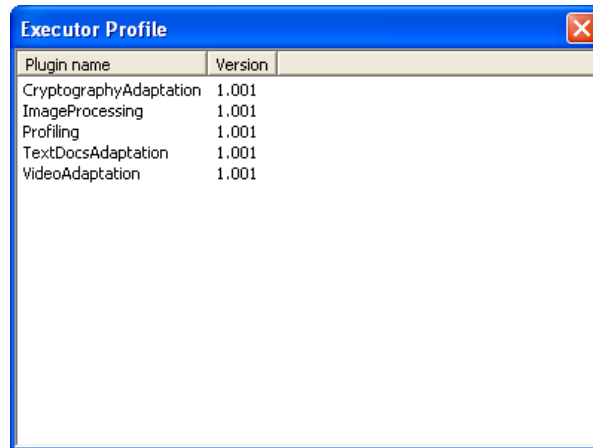 Executor Profile
Plugin name Version
CryptographyAdaptation 1.001
ImageProcessing 1.001
Profiling 1.001
TextDocsAdaptation 1.001
VideoAdaptation 1.001